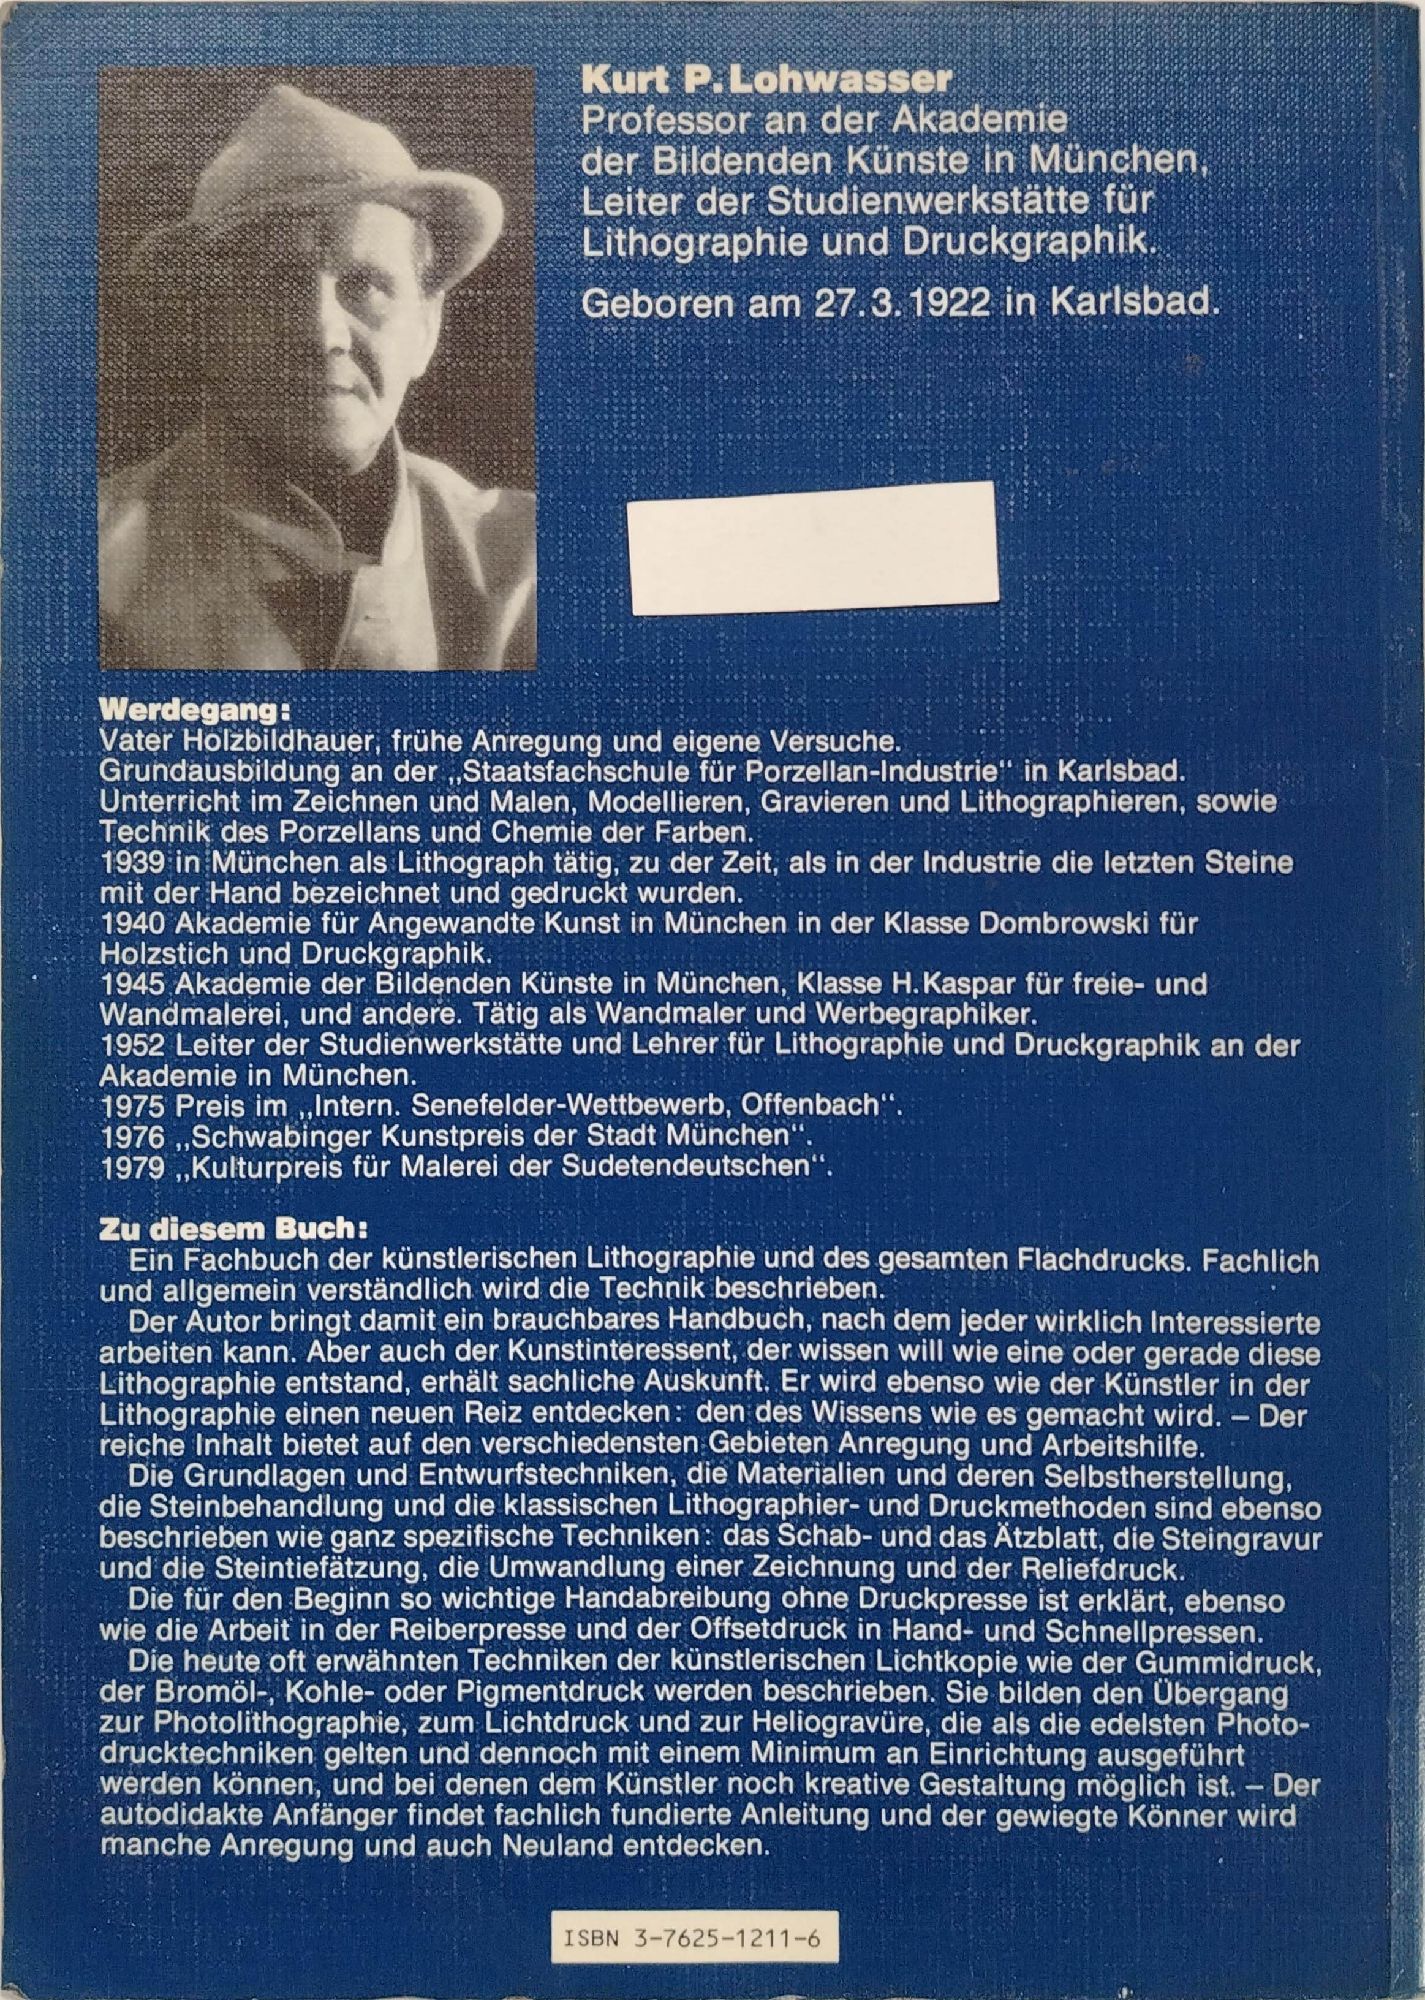 Kurt P. Lohwasser
Professor an der Akademie
der Bildenden Künste in München,
Leiter der Studienwerkstätte für
Lithographie und Druckgraphik.
Geboren am 27.3.1922 in Karlsbad.
Werdegang:
Vater Holzbildhauer, frühe Anregung und eigene Versuche.
Grundausbildung an der „Staatsfachschule für Porzellan-Industrie“ in Karlsbad.
Unterricht im Zeichnen und Malen, Modellieren, Gravieren und Lithographieren, sowie
Technik des Porzellans und Chemie der Farben.
1939 in München als Lithograph tätig, zu der Zeit, als in der Industrie die letzten Steine
mit der Hand bezeichnet und gedruckt wurden.
1940 Akademie für Angewandte Kunst in München in der Klasse Dombrowski für
Holzstich und Druckgraphik.
1945 Akademie der Bildenden Künste in München, Klasse H. Kaspar für freie- und
Wandmalerei, und andere. Tätig als Wandmaler und Werbegraphiker.
1952 Leiter der Studienwerkstätte und Lehrer für Lithographie und Druckgraphik an der
Akademie in München.
1975 Preis im „Intern. Senefelder-Wettbewerb, Offenbach“.
1976 „Schwabinger Kunstpreis der Stadt München“.
1979 „Kulturpreis für Malerei der Sudetendeutschen“.
Zu diesem Buch:
Ein Fachbuch der künstlerischen Lithographie und des gesamten Flachdrucks. Fachlich
und allgemein verständlich wird die Technik beschrieben.
Der Autor bringt damit ein brauchbares Handbuch, nach dem jeder wirklich Interessierte
arbeiten kann. Aber auch der Kunstinteressent, der wissen will wie eine oder gerade diese
Lithographie entstand, erhält sachliche Auskunft. Er wird ebenso wie der Künstler in der
Lithographie einen neuen Reiz entdecken: den des Wissens wie es gemacht wird. – Der
reiche Inhalt bietet auf den verschiedensten Gebieten Anregung und Arbeitshilfe.
Die Grundlagen und Entwurfstechniken, die Materialien und deren Selbstherstellung,
die Steinbehandlung und die klassischen Lithographier- und Druckmethoden sind ebenso
beschrieben wie ganz spezifische Techniken: das Schab- und das Ätzblatt, die Steingravur
und die Steintiefätzung, die Umwandlung einer Zeichnung und der Reliefdruck.
Die für den Beginn so wichtige Handabreibung ohne Druckpresse ist erklärt, ebenso
wie die Arbeit in der Reiberpresse und der Offsetdruck in Hand- und Schnellpressen.
Die heute oft erwähnten Techniken der künstlerischen Lichtkopie wie der Gummidruck,
der Bromöl-, Kohle- oder Pigmentdruck werden beschrieben. Sie bilden den Übergang
zur Photolithographie, zum Lichtdruck und zur Heliogravüre, die als die edelsten Photo-
drucktechniken gelten und dennoch mit einem Minimum an Einrichtung ausgeführt
werden können, und bei denen dem Künstler noch kreative Gestaltung möglich ist. – Der
autodidakte Anfänger findet fachlich fundierte Anleitung und der gewiegte Könner wird
manche Anregung und auch Neuland entdecken.
ISBN 3-7625-1211-6